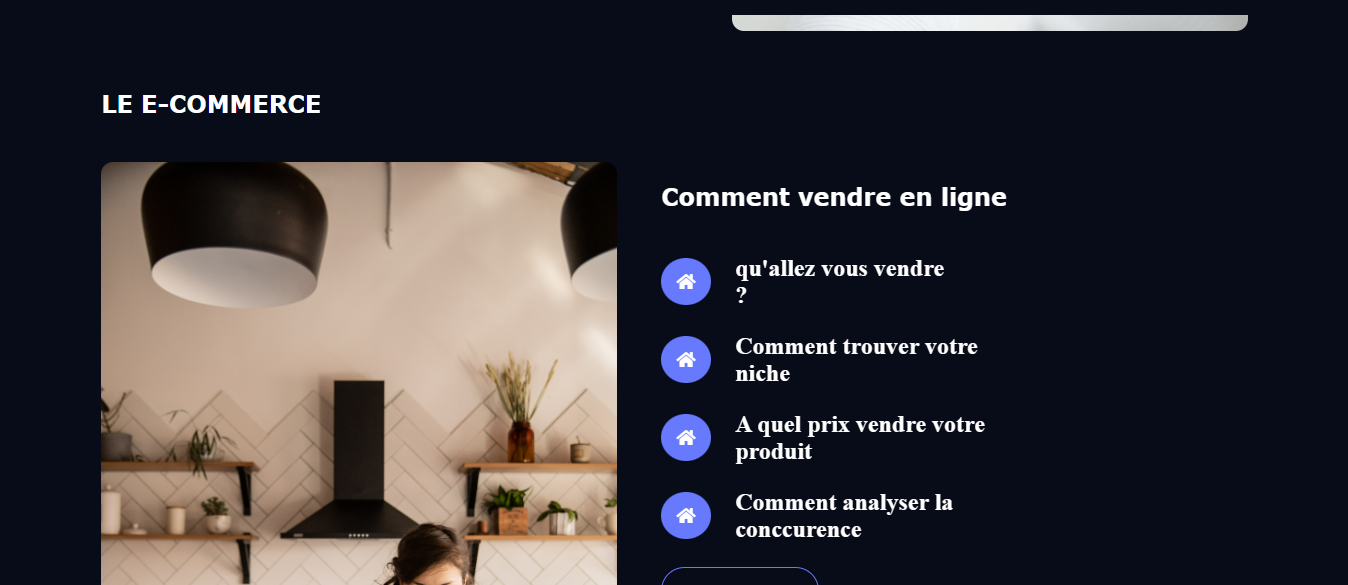 LE E-COMMERCE
Comment vendre en ligne
qu'allez vous vendre
?
Comment trouver votre
niche
A quel prix vendre votre
produit
Comment analyser la
conccurence